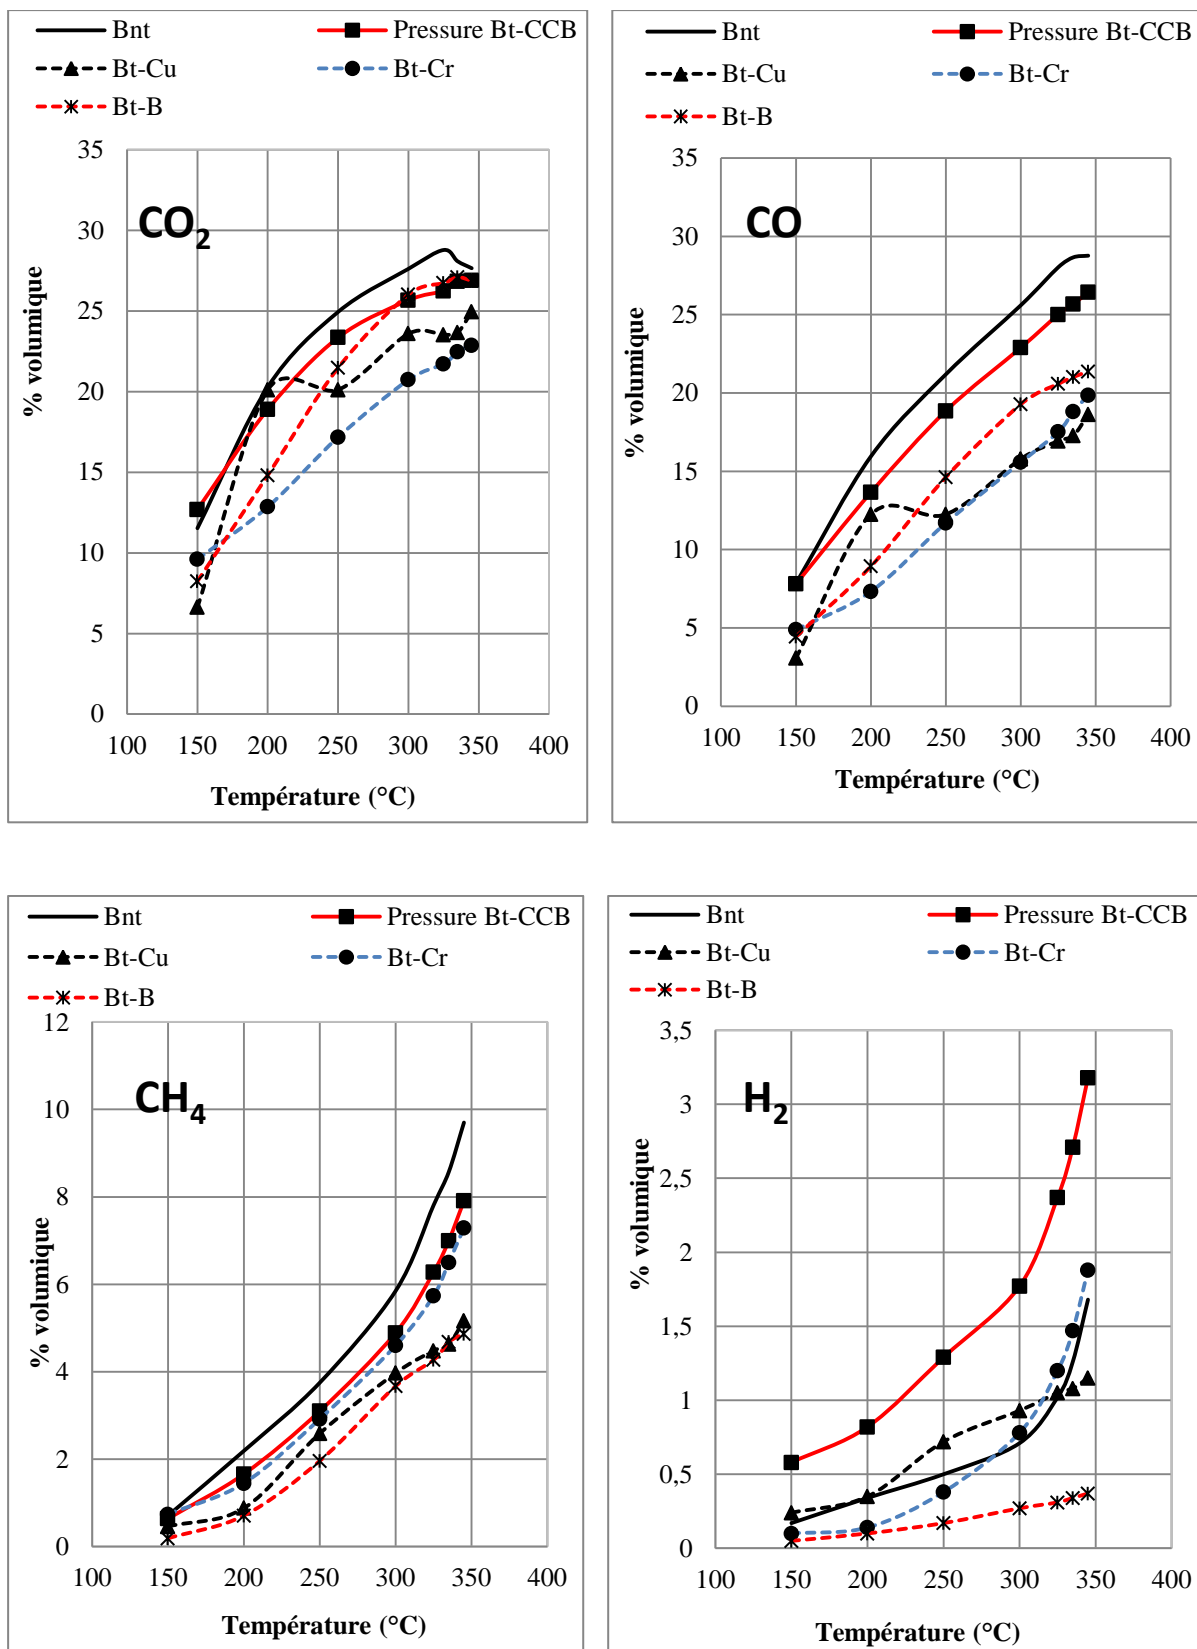 Bnt
Pressure Bt-CCB
Bt-Cu
Bt-Cr
Bt-B
35
30
25
20
15
10
5
0
% volumique
CO₂
100 150 200 250 300 350 400
Température (°C)
Bnt
Pressure Bt-CCB
Bt-Cu
Bt-Cr
Bt-B
35
30
25
20
15
10
5
0
% volumique
CO
100 150 200 250 300 350 400
Température (°C)
Bnt
Pressure Bt-CCB
Bt-Cu
Bt-Cr
Bt-B
12
10
8
6
4
2
0
% volumique
CH₄
100 150 200 250 300 350 400
Température (°C)
Bnt
Pressure Bt-CCB
Bt-Cu
Bt-Cr
Bt-B
3,5
3
2,5
2
1,5
1
0,5
0
% volumique
H₂
100 150 200 250 300 350 400
Température (°C)